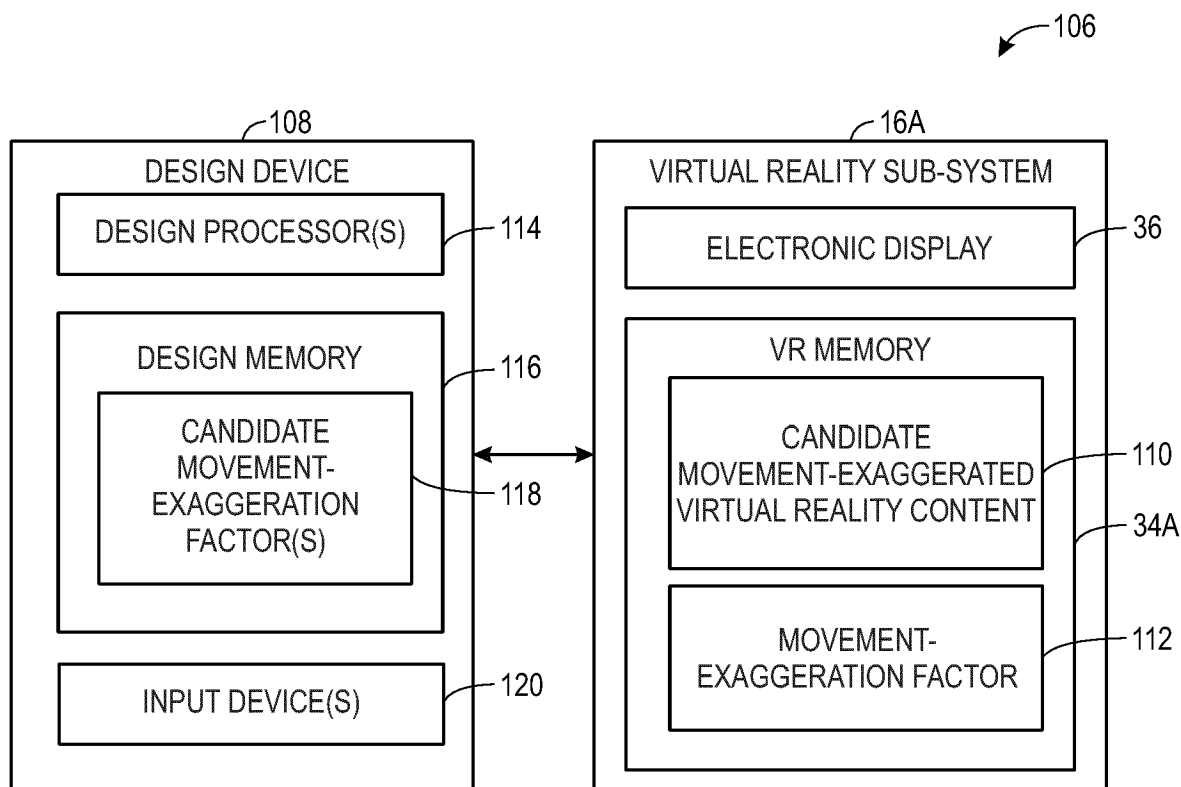 106
108
DESIGN DEVICE
DESIGN PROCESSOR(S)
114
DESIGN MEMORY
116
CANDIDATE
MOVEMENT-
EXAGGERATION
FACTOR(S)
118
INPUT DEVICE(S)
120
16A
VIRTUAL REALITY SUB-SYSTEM
ELECTRONIC DISPLAY
36
VR MEMORY
CANDIDATE
MOVEMENT-EXAGGERATED
VIRTUAL REALITY CONTENT
110
34A
MOVEMENT-
EXAGGERATION FACTOR
112